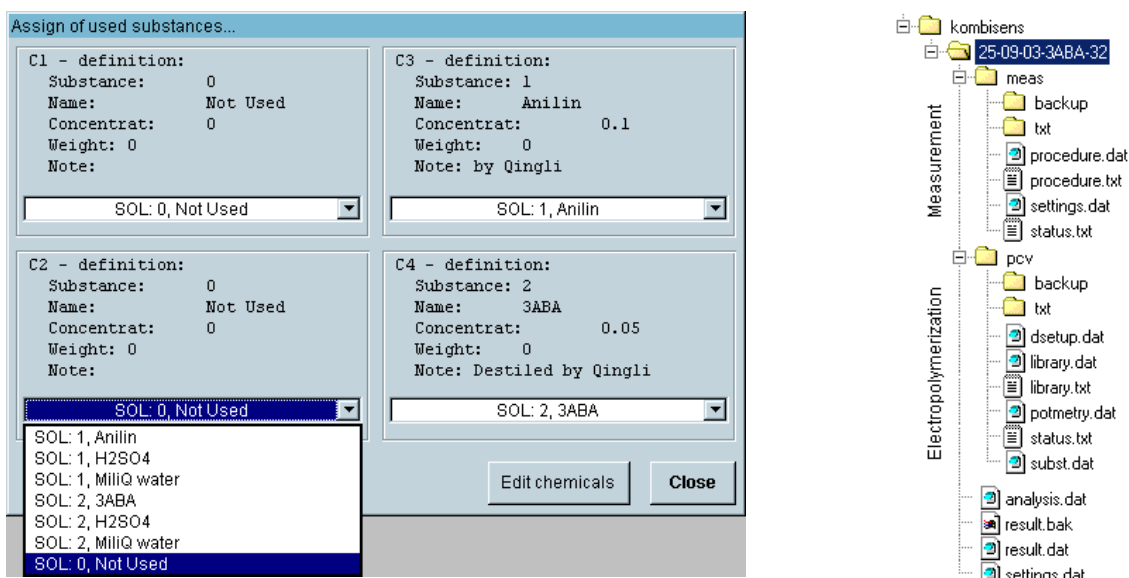 Assign of used substances...
C1 - definition:
Substance: 0
Name: Not Used
Concentrat: 0
Weight: 0
Note:
SOL: 0, Not Used
C3 - definition:
Substance: 1
Name: Anilin
Concentrat: 0.1
Weight: 0
Note: by Qingli
SOL: 1, Anilin
C2 - definition:
Substance: 0
Name: Not Used
Concentrat: 0
Weight: 0
Note:
SOL: 0, Not Used
SOL: 1, Anilin
SOL: 1, H2SO4
SOL: 1, MiliQ water
SOL: 2, 3ABA
SOL: 2, H2SO4
SOL: 2, MiliQ water
SOL: 0, Not Used
C4 - definition:
Substance: 2
Name: 3ABA
Concentrat: 0.05
Weight: 0
Note: Destiled by Qingli
SOL: 2, 3ABA
Edit chemicals
Close
kombisens
25-09-03-3ABA-32
Measurement
meas
backup
txt
procedure.dat
procedure.txt
settings.dat
status.txt
Electropolymerization
pcv
backup
txt
dsetup.dat
library.dat
library.txt
potmetry.dat
status.txt
subst.dat
analysis.dat
result.bak
result.dat
settings.dat